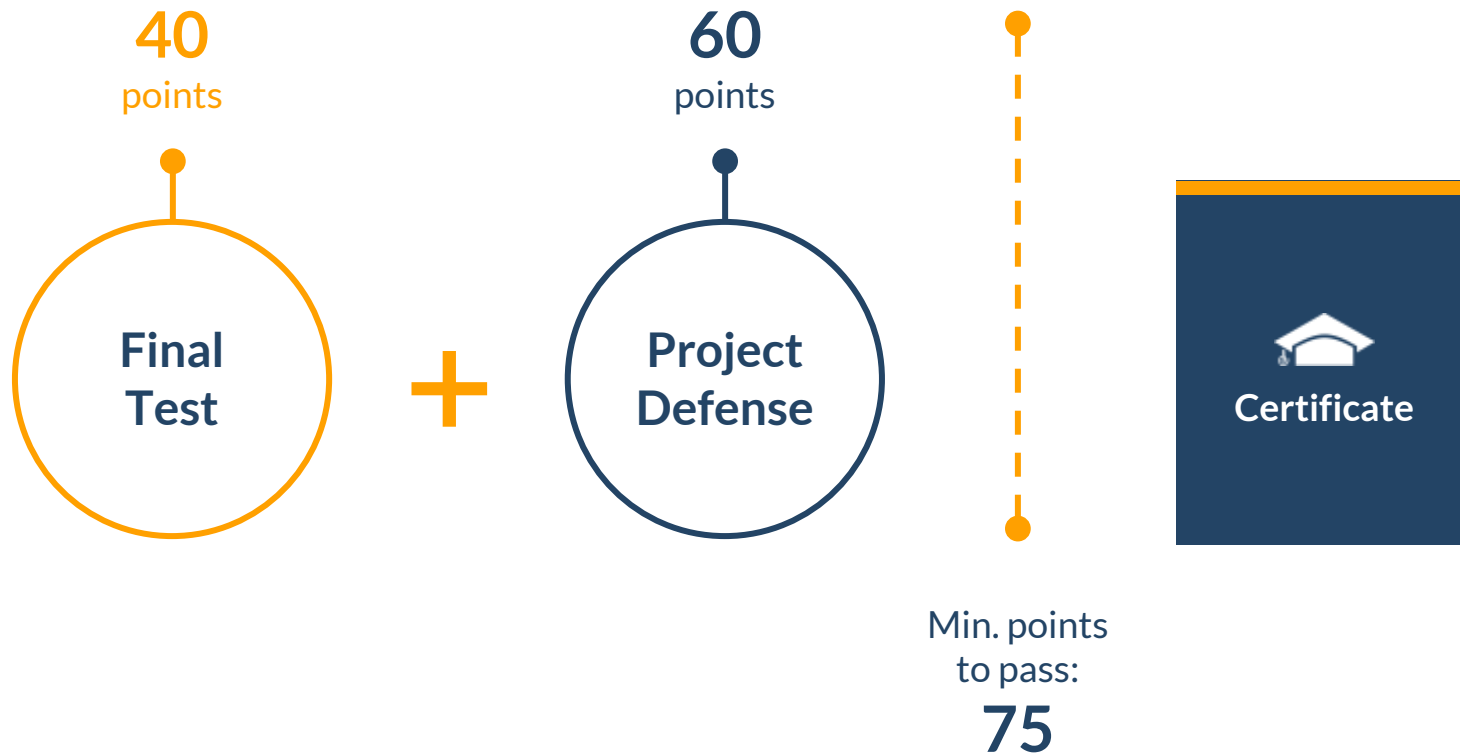 40
points
Final
Test
+
60
points
Project
Defense
Min. points
to pass:
75
Certificate